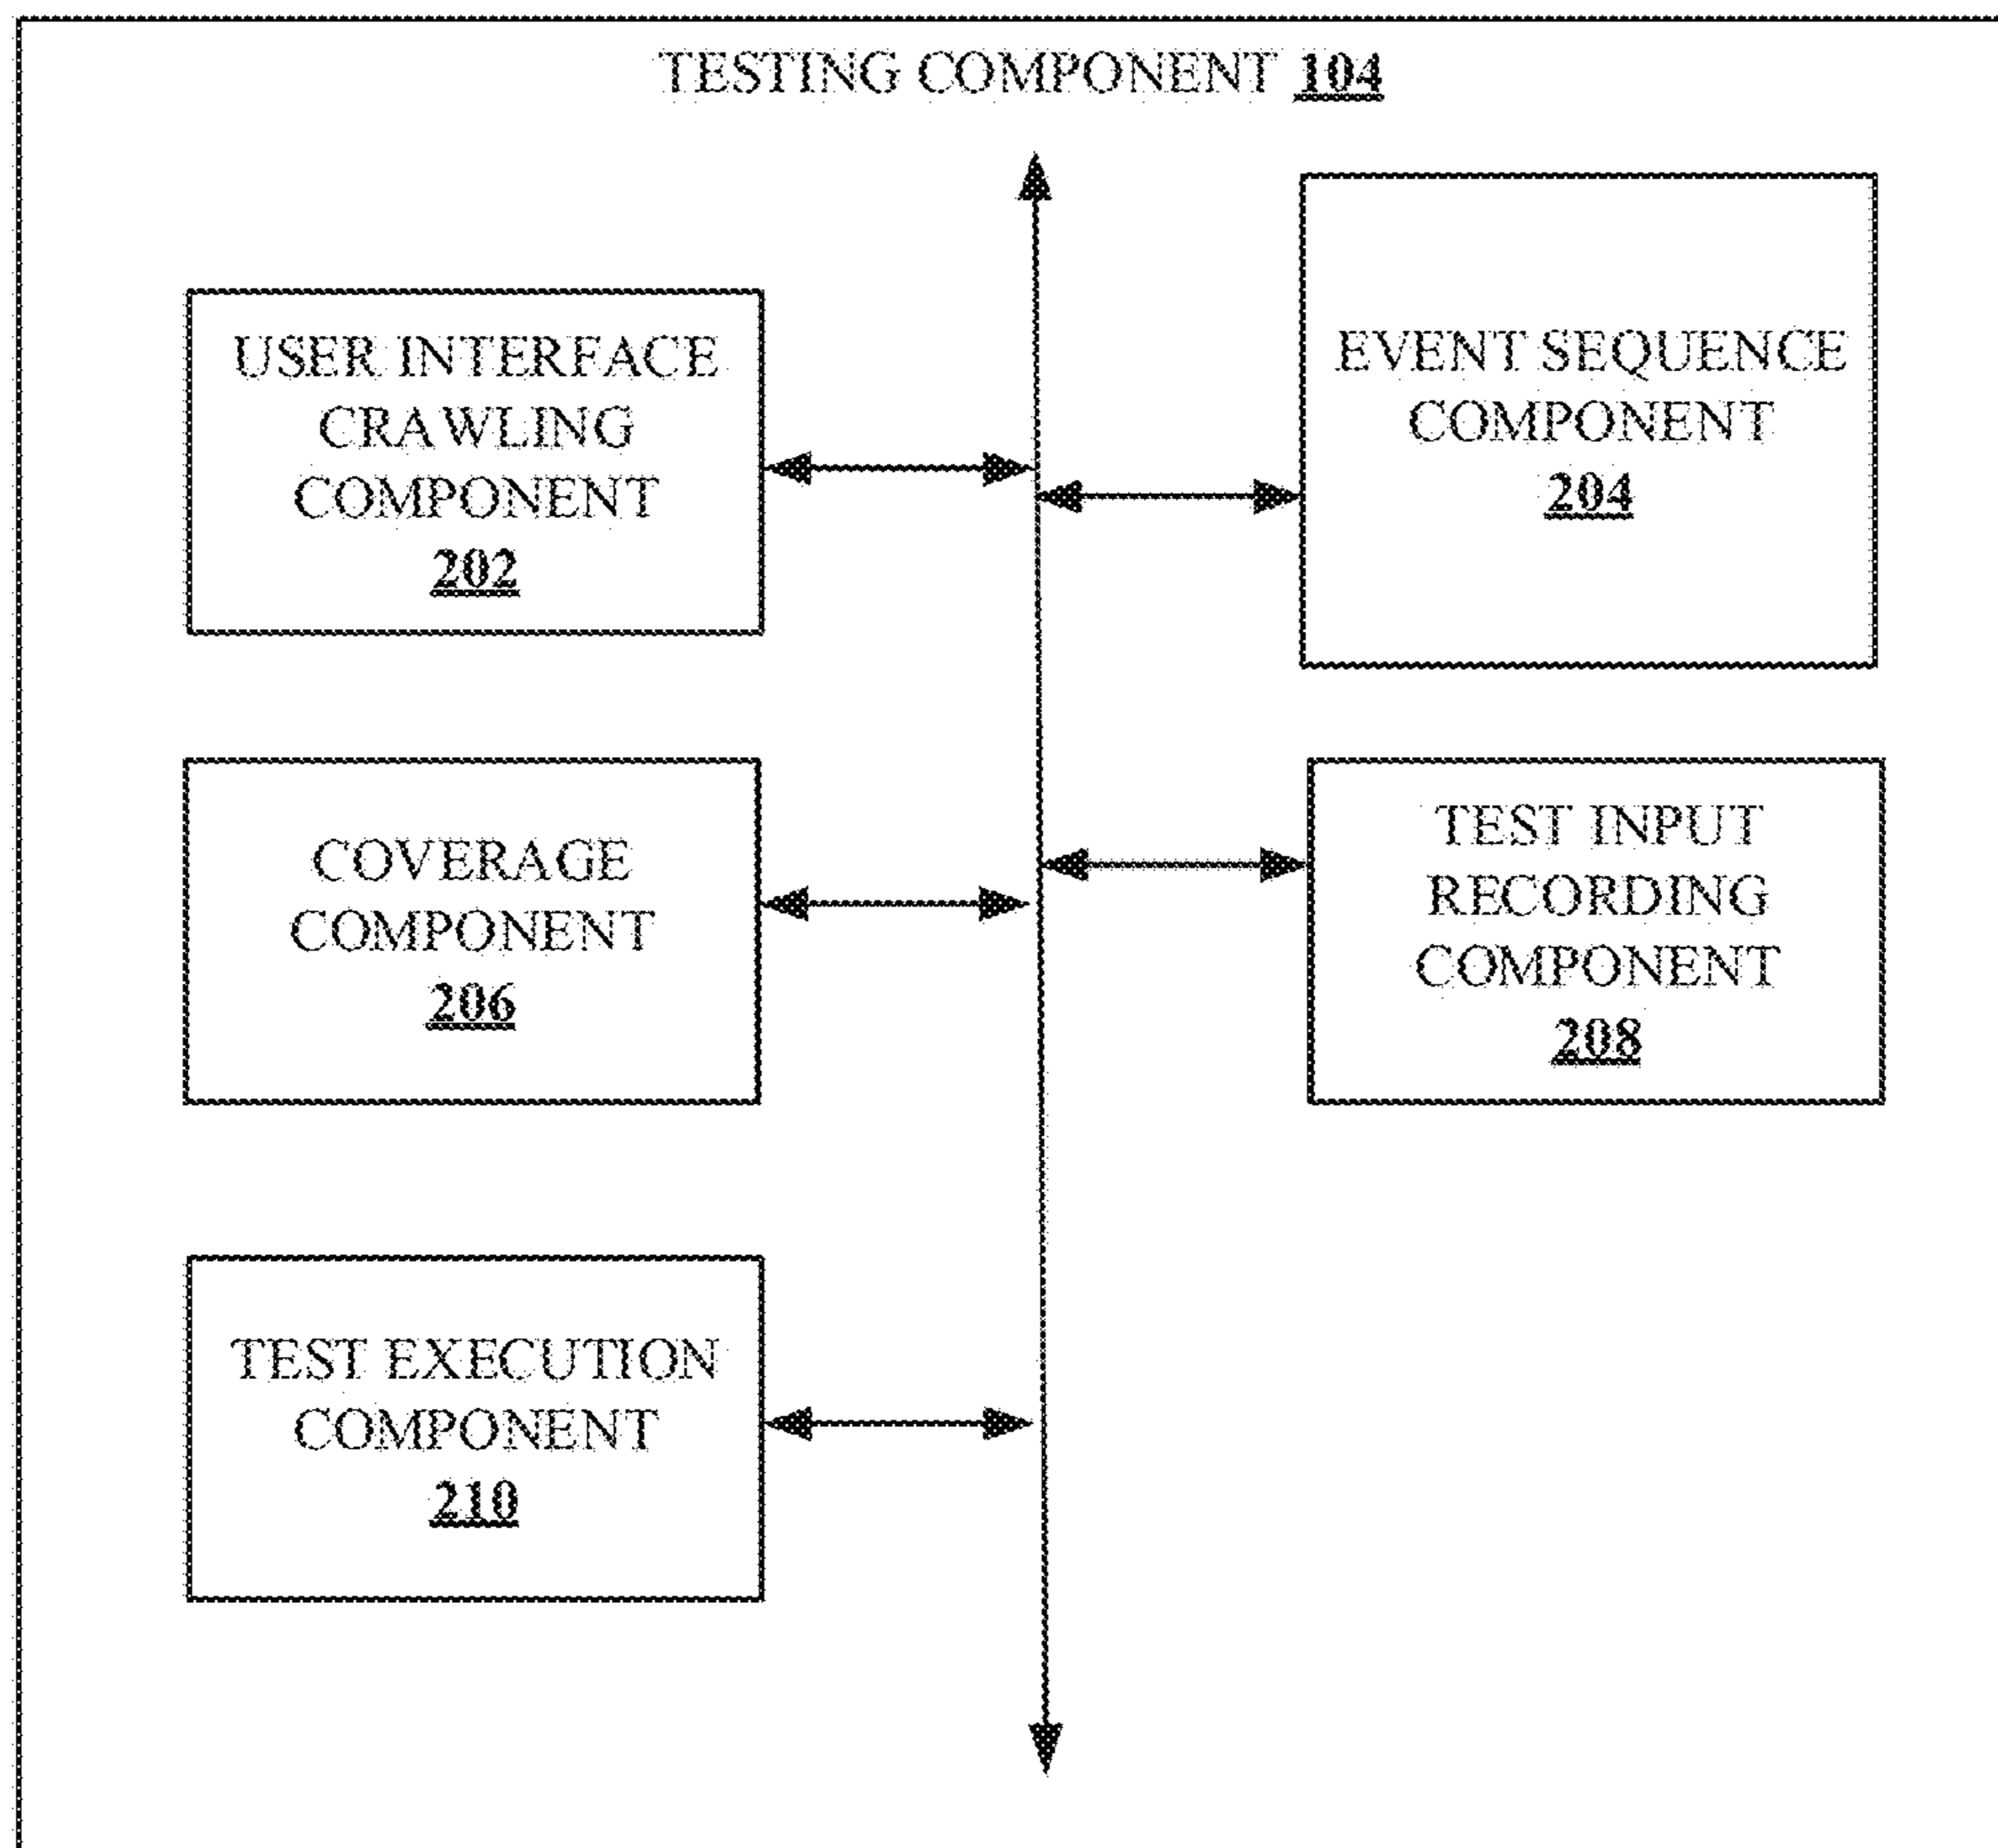 TESTING COMPONENT 104
USER INTERFACE
CRAWLING
COMPONENT
202
EVENT SEQUENCE
COMPONENT
204
COVERAGE
COMPONENT
206
TEST INPUT
RECORDING
COMPONENT
208
TEST EXECUTION
COMPONENT
210